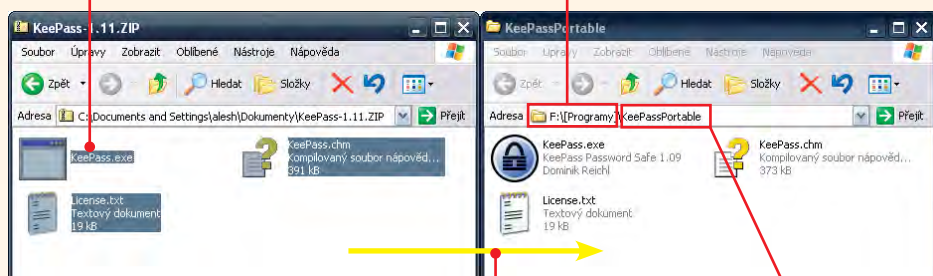 KeePass-1.11.ZIP
Soubor Úpravy Zobrazit Oblíbené Nástroje Nápověda
Zpět Hledat Složky
Adresa C:\Documents and Settings\alesh\Dokumenty\KeePass-1.11.ZIP Přejít
KeePass.exe
KeePass.chm
Kompilovaný soubor nápověd...
391 kB
License.txt
Textový dokument
19 kB
KeePassPortable
Soubor Úpravy Zobrazit Oblíbené Nástroje Nápověda
Zpět Hledat Složky
Adresa F:\[Programy]\KeePassPortable Přejít
KeePass.exe
KeePass Password Safe 1.09
Dominik Reichl
KeePass.chm
Kompilovaný soubor nápověd...
373 kB
License.txt
Textový dokument
19 kB